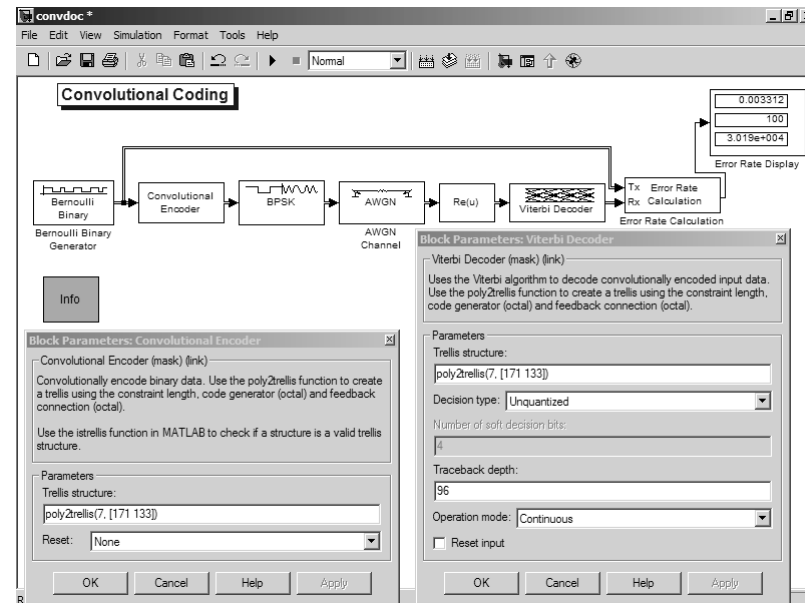 convdoc *
File Edit View Simulation Format Tools Help
Normal
Convolutional Coding
0.003312
100
3.019e+004
Error Rate Display
Bernoulli
Binary
Bernoulli Binary
Generator
Convolutional
Encoder
BPSK
AWGN
AWGN
Channel
Re(u)
Viterbi Decoder
Tx Error Rate
Rx Calculation
Error Rate Calculation
Info
Block Parameters: Convolutional Encoder
Convolutional Encoder (mask) (link)
Convolutionally encode binary data. Use the poly2trellis function to create
a trellis using the constraint length, code generator (octal) and feedback
connection (octal).
Use the istrellis function in MATLAB to check if a structure is a valid trellis
structure.
Parameters
Trellis structure:
poly2trellis(7, [171 133])
Reset: None
OK Cancel Help Apply
Block Parameters: Viterbi Decoder
Viterbi Decoder (mask) (link)
Uses the Viterbi algorithm to decode convolutionally encoded input data.
Use the poly2trellis function to create a trellis using the constraint length,
code generator (octal) and feedback connection (octal).
Parameters
Trellis structure:
poly2trellis(7, [171 133])
Decision type: Unquantized
Number of soft decision bits:
4
Traceback depth:
96
Operation mode: Continuous
Reset input
OK Cancel Help Apply
R